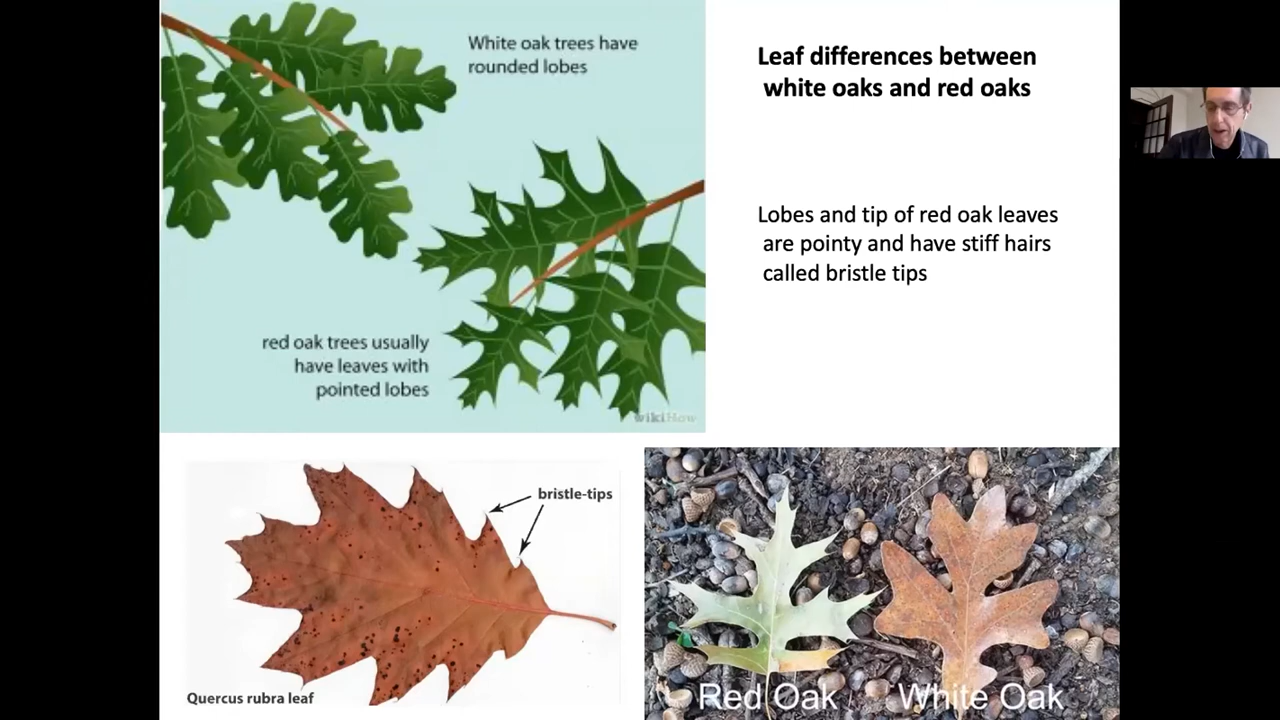 White oak trees have
rounded lobes
Leaf differences between
white oaks and red oaks
Lobes and tip of red oak leaves
are pointy and have stiff hairs
called bristle tips
red oak trees usually
have leaves with
pointed lobes
wikiHow
bristle-tips
Quercus rubra leaf
Red Oak
White Oak